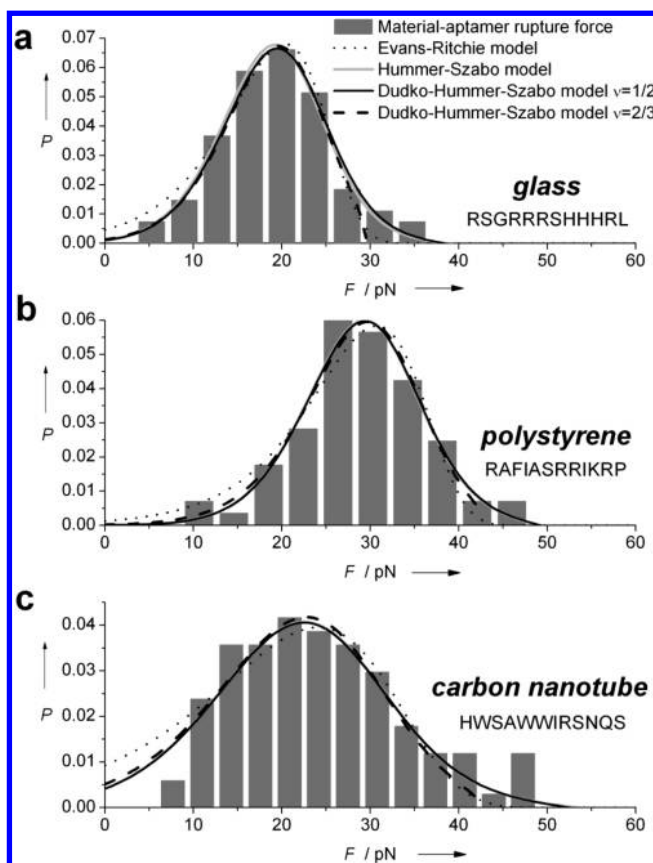 a
Material-aptamer rupture force
Evans-Ritchie model
Hummer-Szabo model
Dudko-Hummer-Szabo model ν=1/2
Dudko-Hummer-Szabo model ν=2/3
0.07
0.06
0.05
0.04
0.03
0.02
0.01
0.00
P
glass
RSGRRRSHHHRL
0 10 20 30 40 50 60
F / pN
b
0.06
0.05
0.04
0.03
0.02
0.01
0.00
P
polystyrene
RAFIASRRIKRP
0 10 20 30 40 50 60
F / pN
c
0.04
0.03
0.02
0.01
0.00
P
carbon nanotube
HWSAWWIRSNQS
0 10 20 30 40 50 60
F / pN